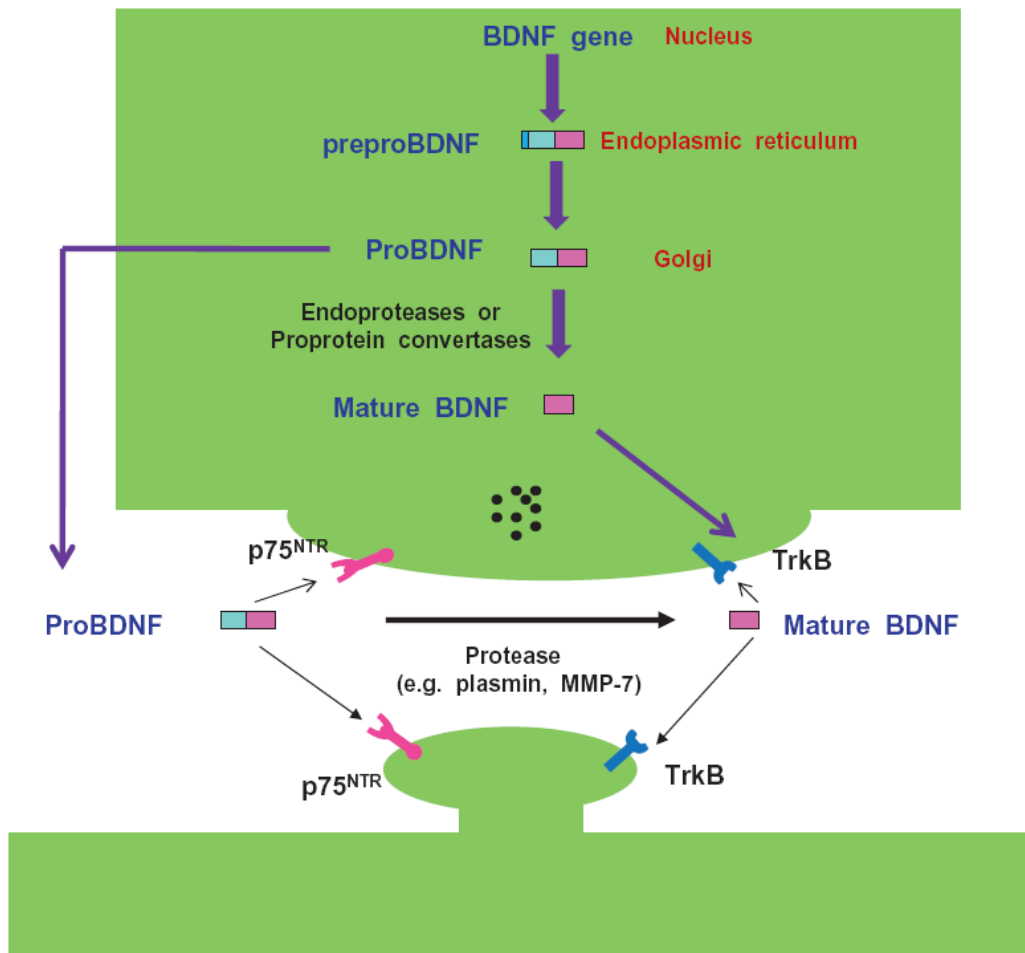 BDNF gene Nucleus
preproBDNF Endoplasmic reticulum
ProBDNF Golgi
Endoproteases or
Proprotein convertases
Mature BDNF
p75NTR
TrkB
ProBDNF
Mature BDNF
Protease
(e.g. plasmin, MMP-7)
p75NTR
TrkB